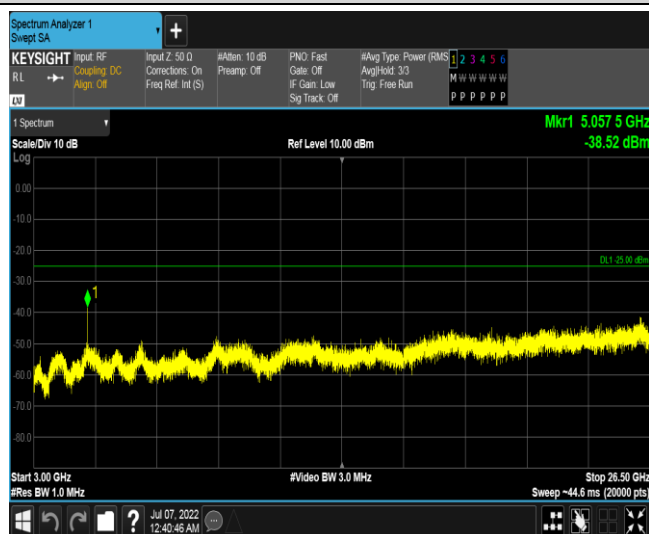 Spectrum Analyzer 1
Swept SA
+
KEYSIGHT
RL
LXI
Input: RF
Coupling: DC
Align: Off
Input Z: 50 Ω
Corrections: On
Freq Ref: Int (S)
#Atten: 10 dB
Preamp: Off
PNO: Fast
Gate: Off
IF Gain: Low
Sig Track: Off
#Avg Type: Power (RMS
Avg|Hold: 3/3
Trig: Free Run
1 2 3 4 5 6
M W W W W W
P P P P P P
1 Spectrum
Mkr1 5.057 5 GHz
Scale/Div 10 dB
Ref Level 10.00 dBm
-38.52 dBm
Log
0.00
-10.0
-20.0
DL1 -25.00 dBm
-30.0
1
-40.0
-50.0
-60.0
-70.0
-80.0
Start 3.00 GHz
#Video BW 3.0 MHz
Stop 26.50 GHz
#Res BW 1.0 MHz
Sweep ~44.6 ms (20000 pts)
?
Jul 07, 2022
12:40:46 AM